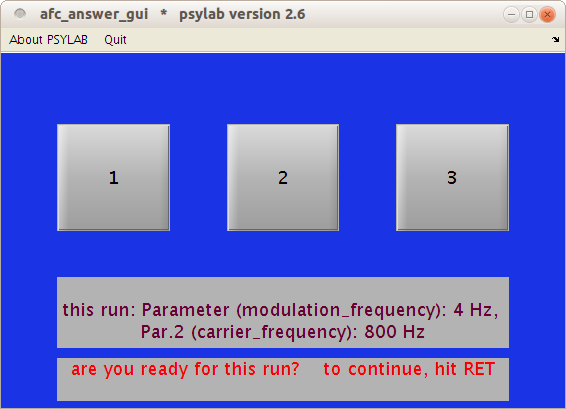 afc_answer_gui * psylab version 2.6
About PSYLAB Quit
1 2 3
this run: Parameter (modulation_frequency): 4 Hz,
Par.2 (carrier_frequency): 800 Hz
are you ready for this run? to continue, hit RET